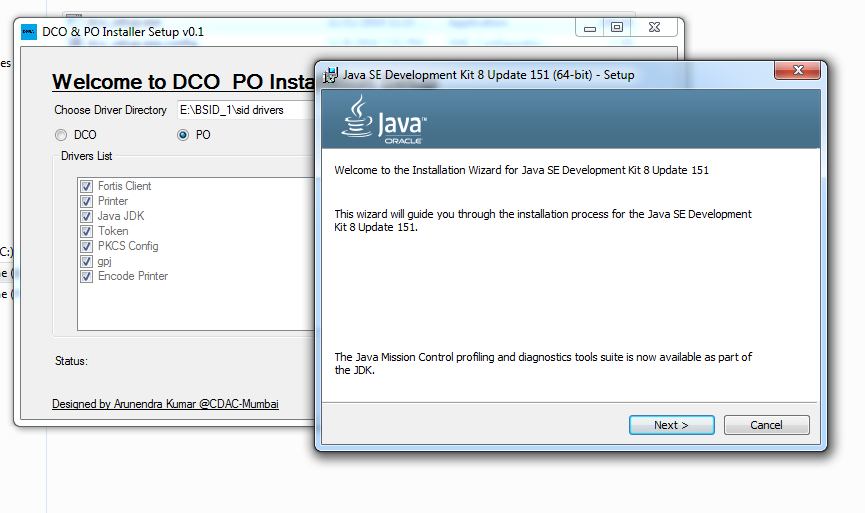 DCO & PO Installer Setup v0.1
Welcome to DCO PO Insta
Choose Driver Directory E:\BSID_1\sid drivers
DCO PO
Drivers List
Fortis Client
Printer
Java JDK
Token
PKCS Config
gpj
Encode Printer
Status:
Designed by Arunendra Kumar @CDAC-Mumbai
es
C:)
ne (
ne (
Java SE Development Kit 8 Update 151 (64-bit) - Setup
Java™
ORACLE
Welcome to the Installation Wizard for Java SE Development Kit 8 Update 151
This wizard will guide you through the installation process for the Java SE Development
Kit 8 Update 151.
The Java Mission Control profiling and diagnostics tools suite is now available as part of
the JDK.
Next > Cancel